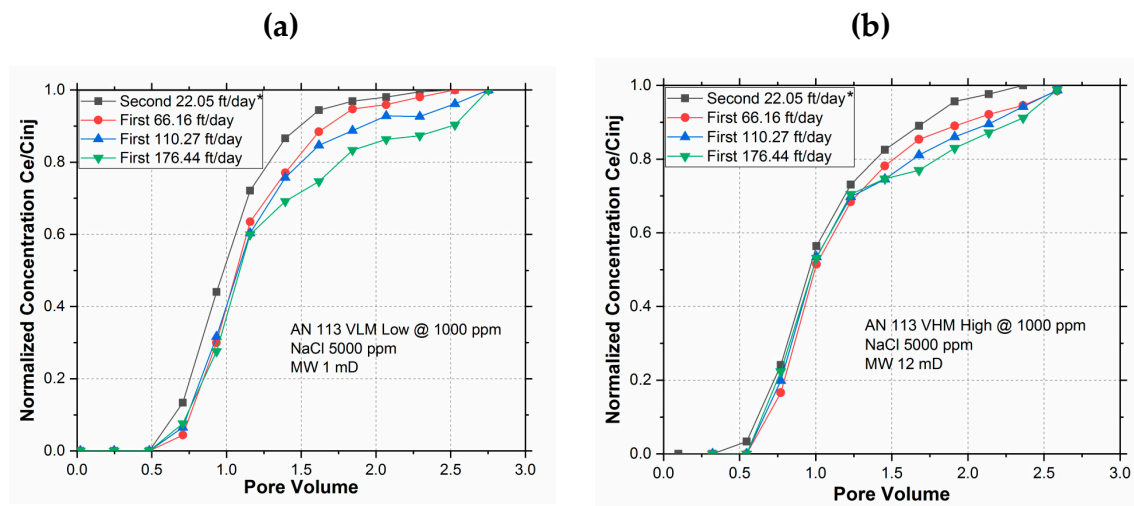 (a)
Normalized Concentration Ce/Cinj
1.0
0.8
0.6
0.4
0.2
0.0
Second 22.05 ft/day*
First 66.16 ft/day
First 110.27 ft/day
First 176.44 ft/day
AN 113 VLM Low @ 1000 ppm
NaCl 5000 ppm
MW 1 mD
0.0 0.5 1.0 1.5 2.0 2.5 3.0
Pore Volume
(b)
Normalized Concentration Ce/Cinj
1.0
0.8
0.6
0.4
0.2
0.0
Second 22.05 ft/day*
First 66.16 ft/day
First 110.27 ft/day
First 176.44 ft/day
AN 113 VHM High @ 1000 ppm
NaCl 5000 ppm
MW 12 mD
0.0 0.5 1.0 1.5 2.0 2.5 3.0
Pore Volume